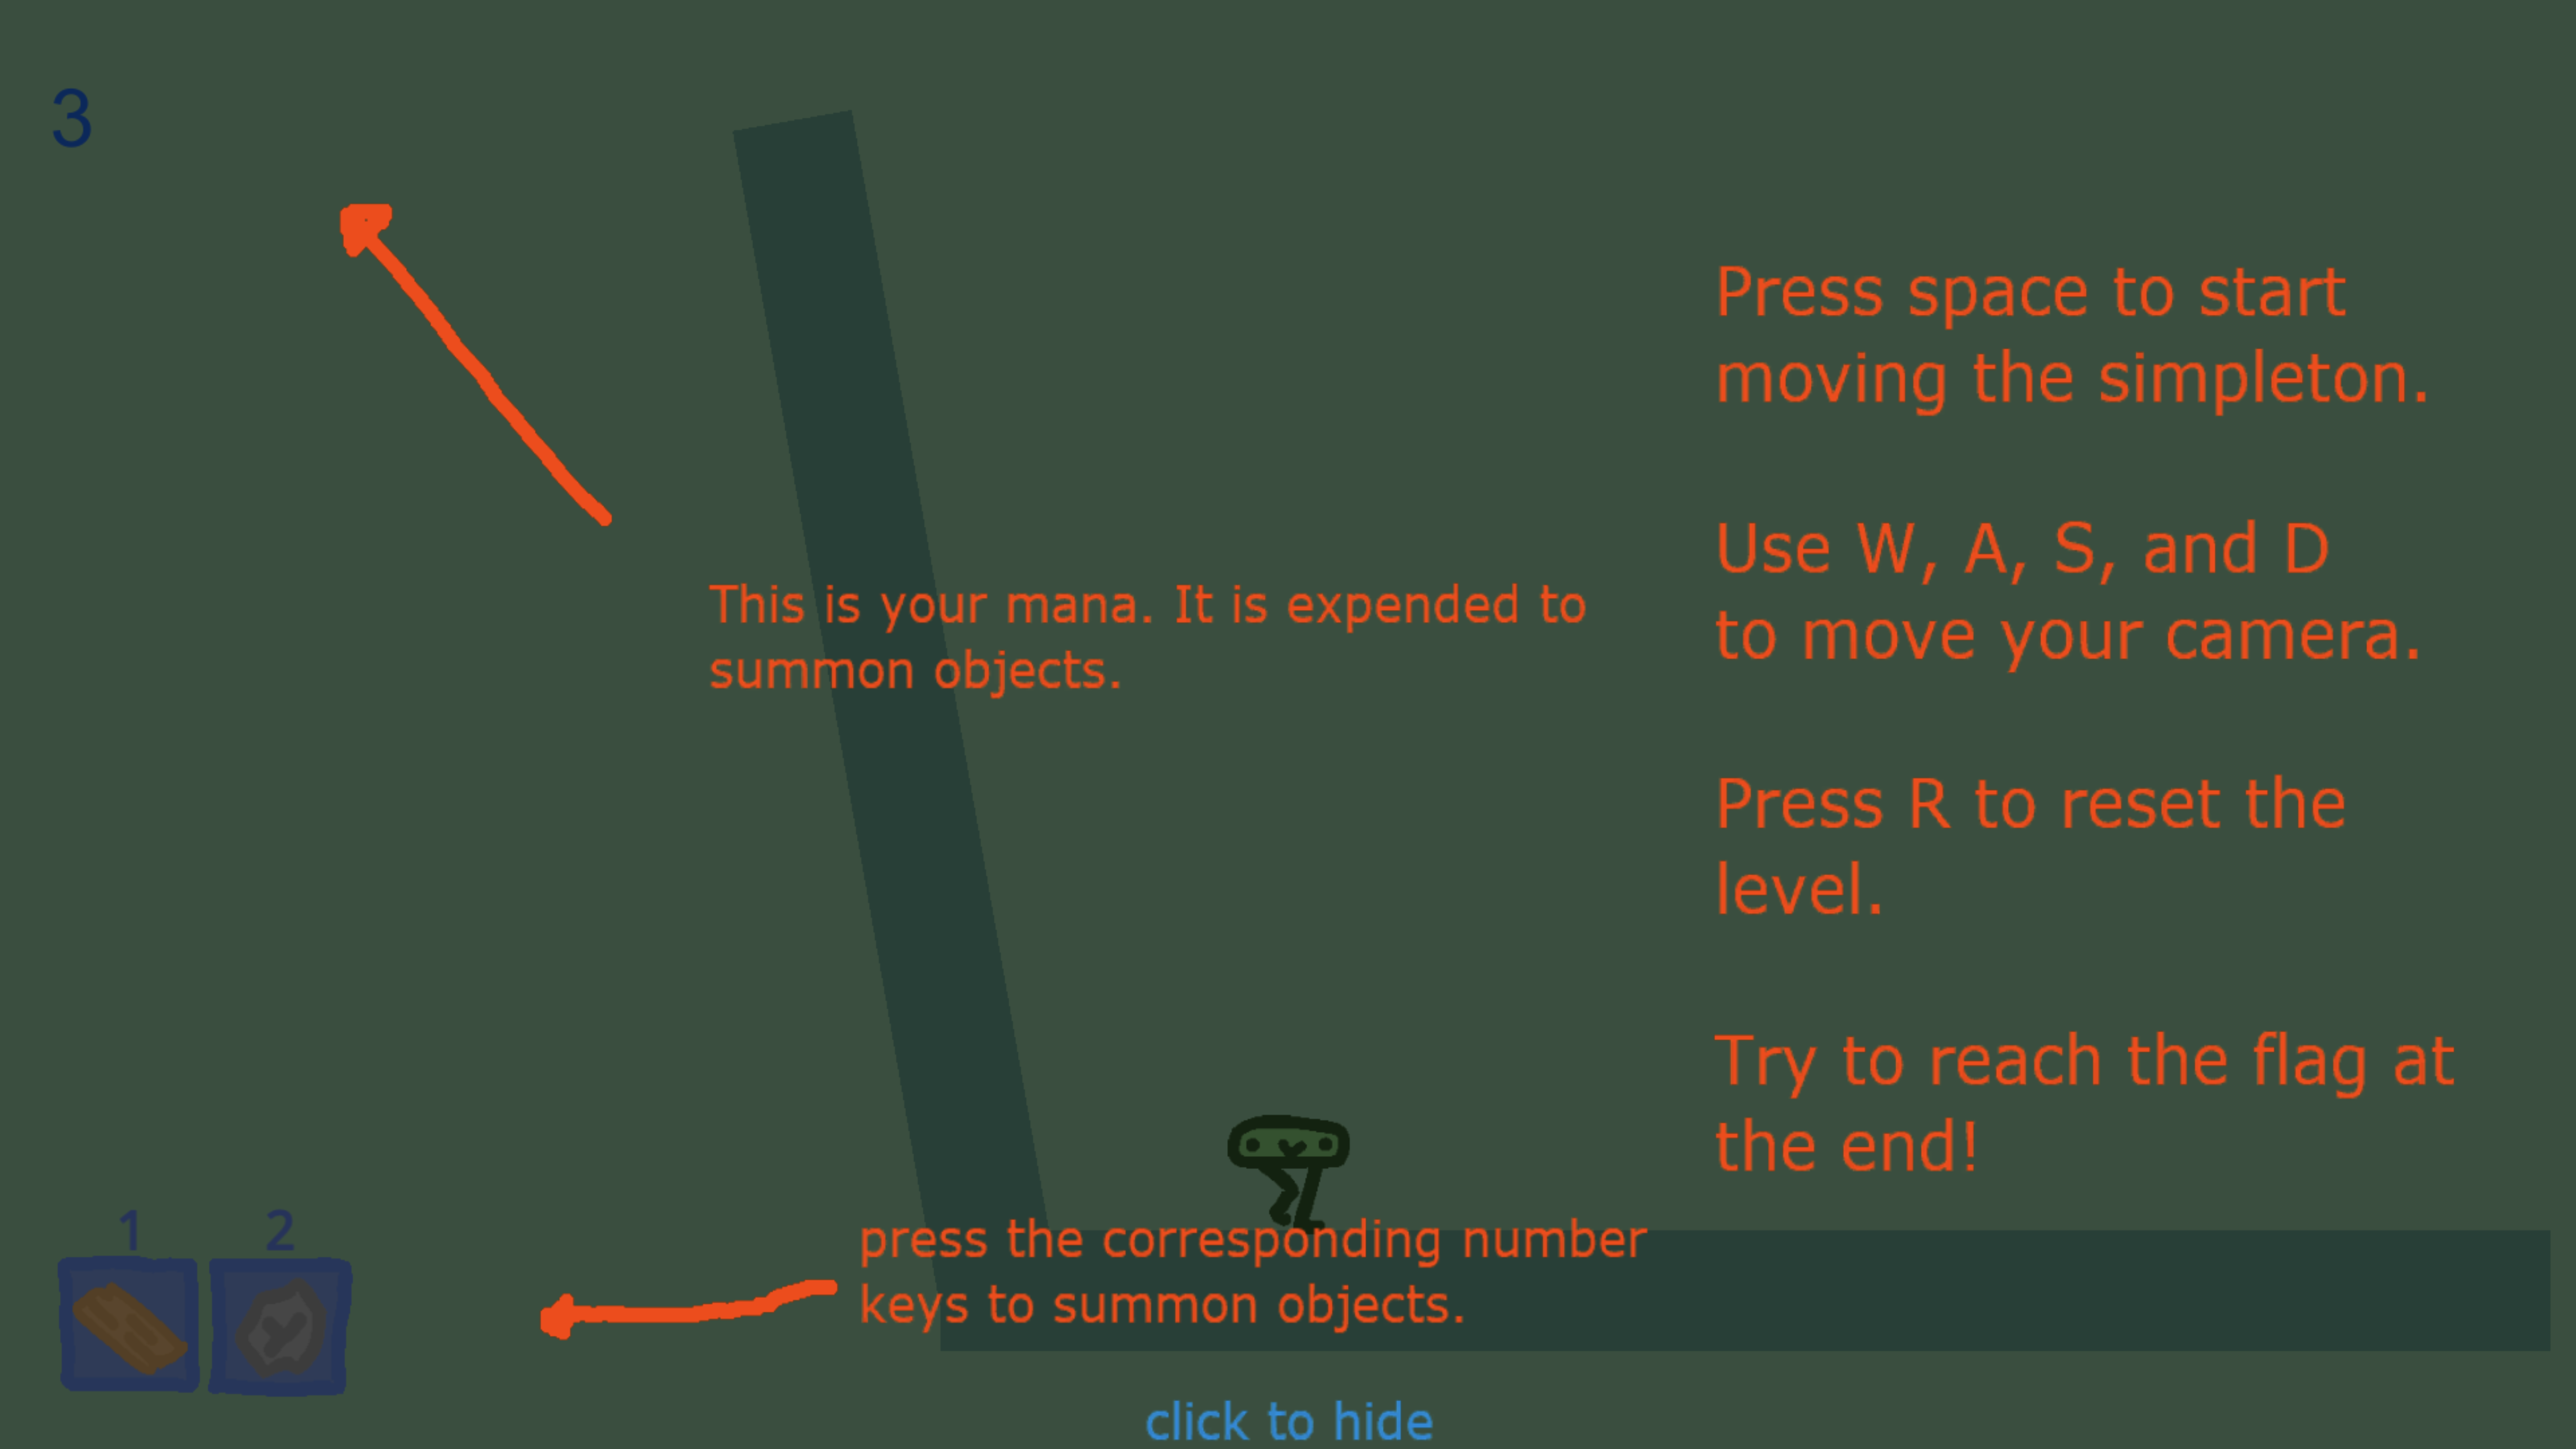 3
Press space to start
moving the simpleton.
Use W, A, S, and D
to move your camera.
Press R to reset the
level.
Try to reach the flag at
the end!
This is your mana. It is expended to
summon objects.
press the corresponding number
keys to summon objects.
1
2
click to hide